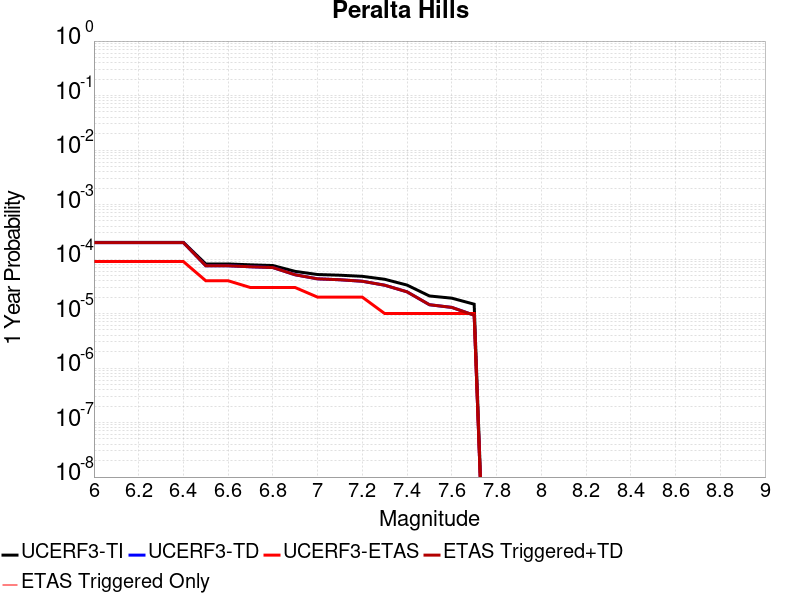 Peralta Hills
10^0
10^-1
10^-2
10^-3
10^-4
10^-5
10^-6
10^-7
10^-8
1 Year Probability
6 6.2 6.4 6.6 6.8 7 7.2 7.4 7.6 7.8 8 8.2 8.4 8.6 8.8 9
Magnitude
UCERF3-TI UCERF3-TD UCERF3-ETAS ETAS Triggered+TD
ETAS Triggered Only